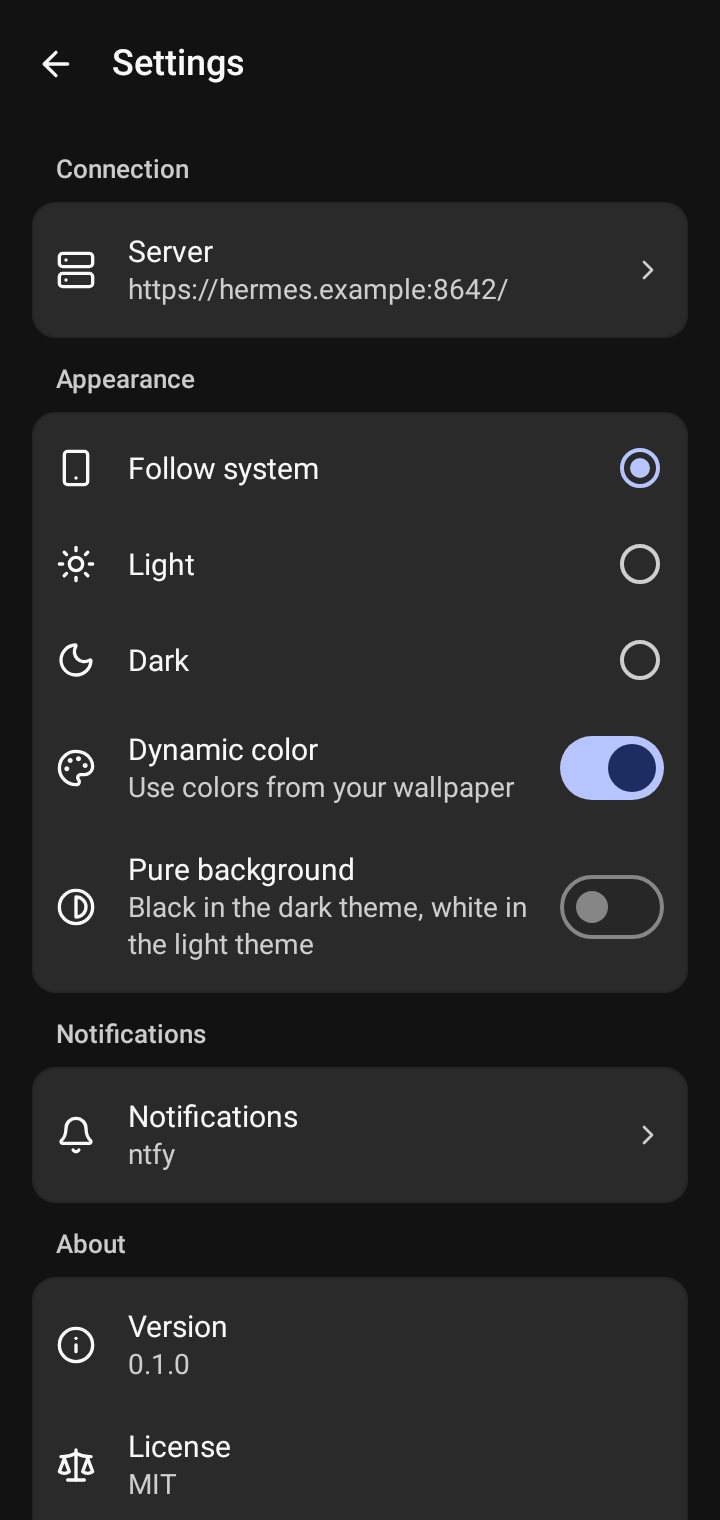 Settings
Connection
Server
https://hermes.example:8642/
Appearance
Follow system
Light
Dark
Dynamic color
Use colors from your wallpaper
Pure background
Black in the dark theme, white in
the light theme
Notifications
Notifications
ntfy
About
Version
0.1.0
License
MIT